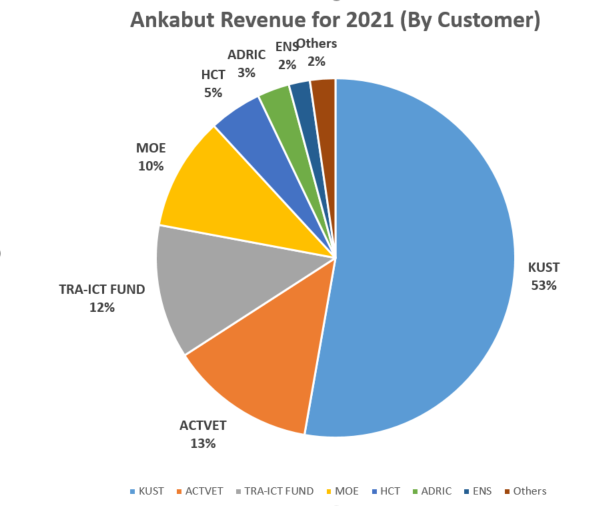 Ankabut Revenue for 2021 (By Customer)
Others
2%
ENS
2%
ADRIC
3%
HCT
5%
MOE
10%
TRA-ICT FUND
12%
ACTVET
13%
KUST
53%
KUST ACTVET TRA-ICT FUND MOE HCT ADRIC ENS Others